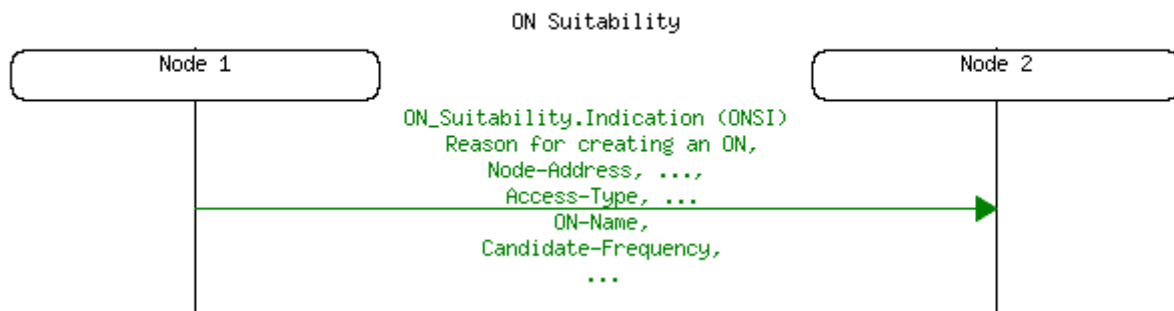 ON Suitability
Node 1
Node 2
ON_Suitability.Indication (ONSI)
Reason for creating an ON,
Node-Address, ...,
Access-Type, ...
ON-Name,
Candidate-Frequency,
...